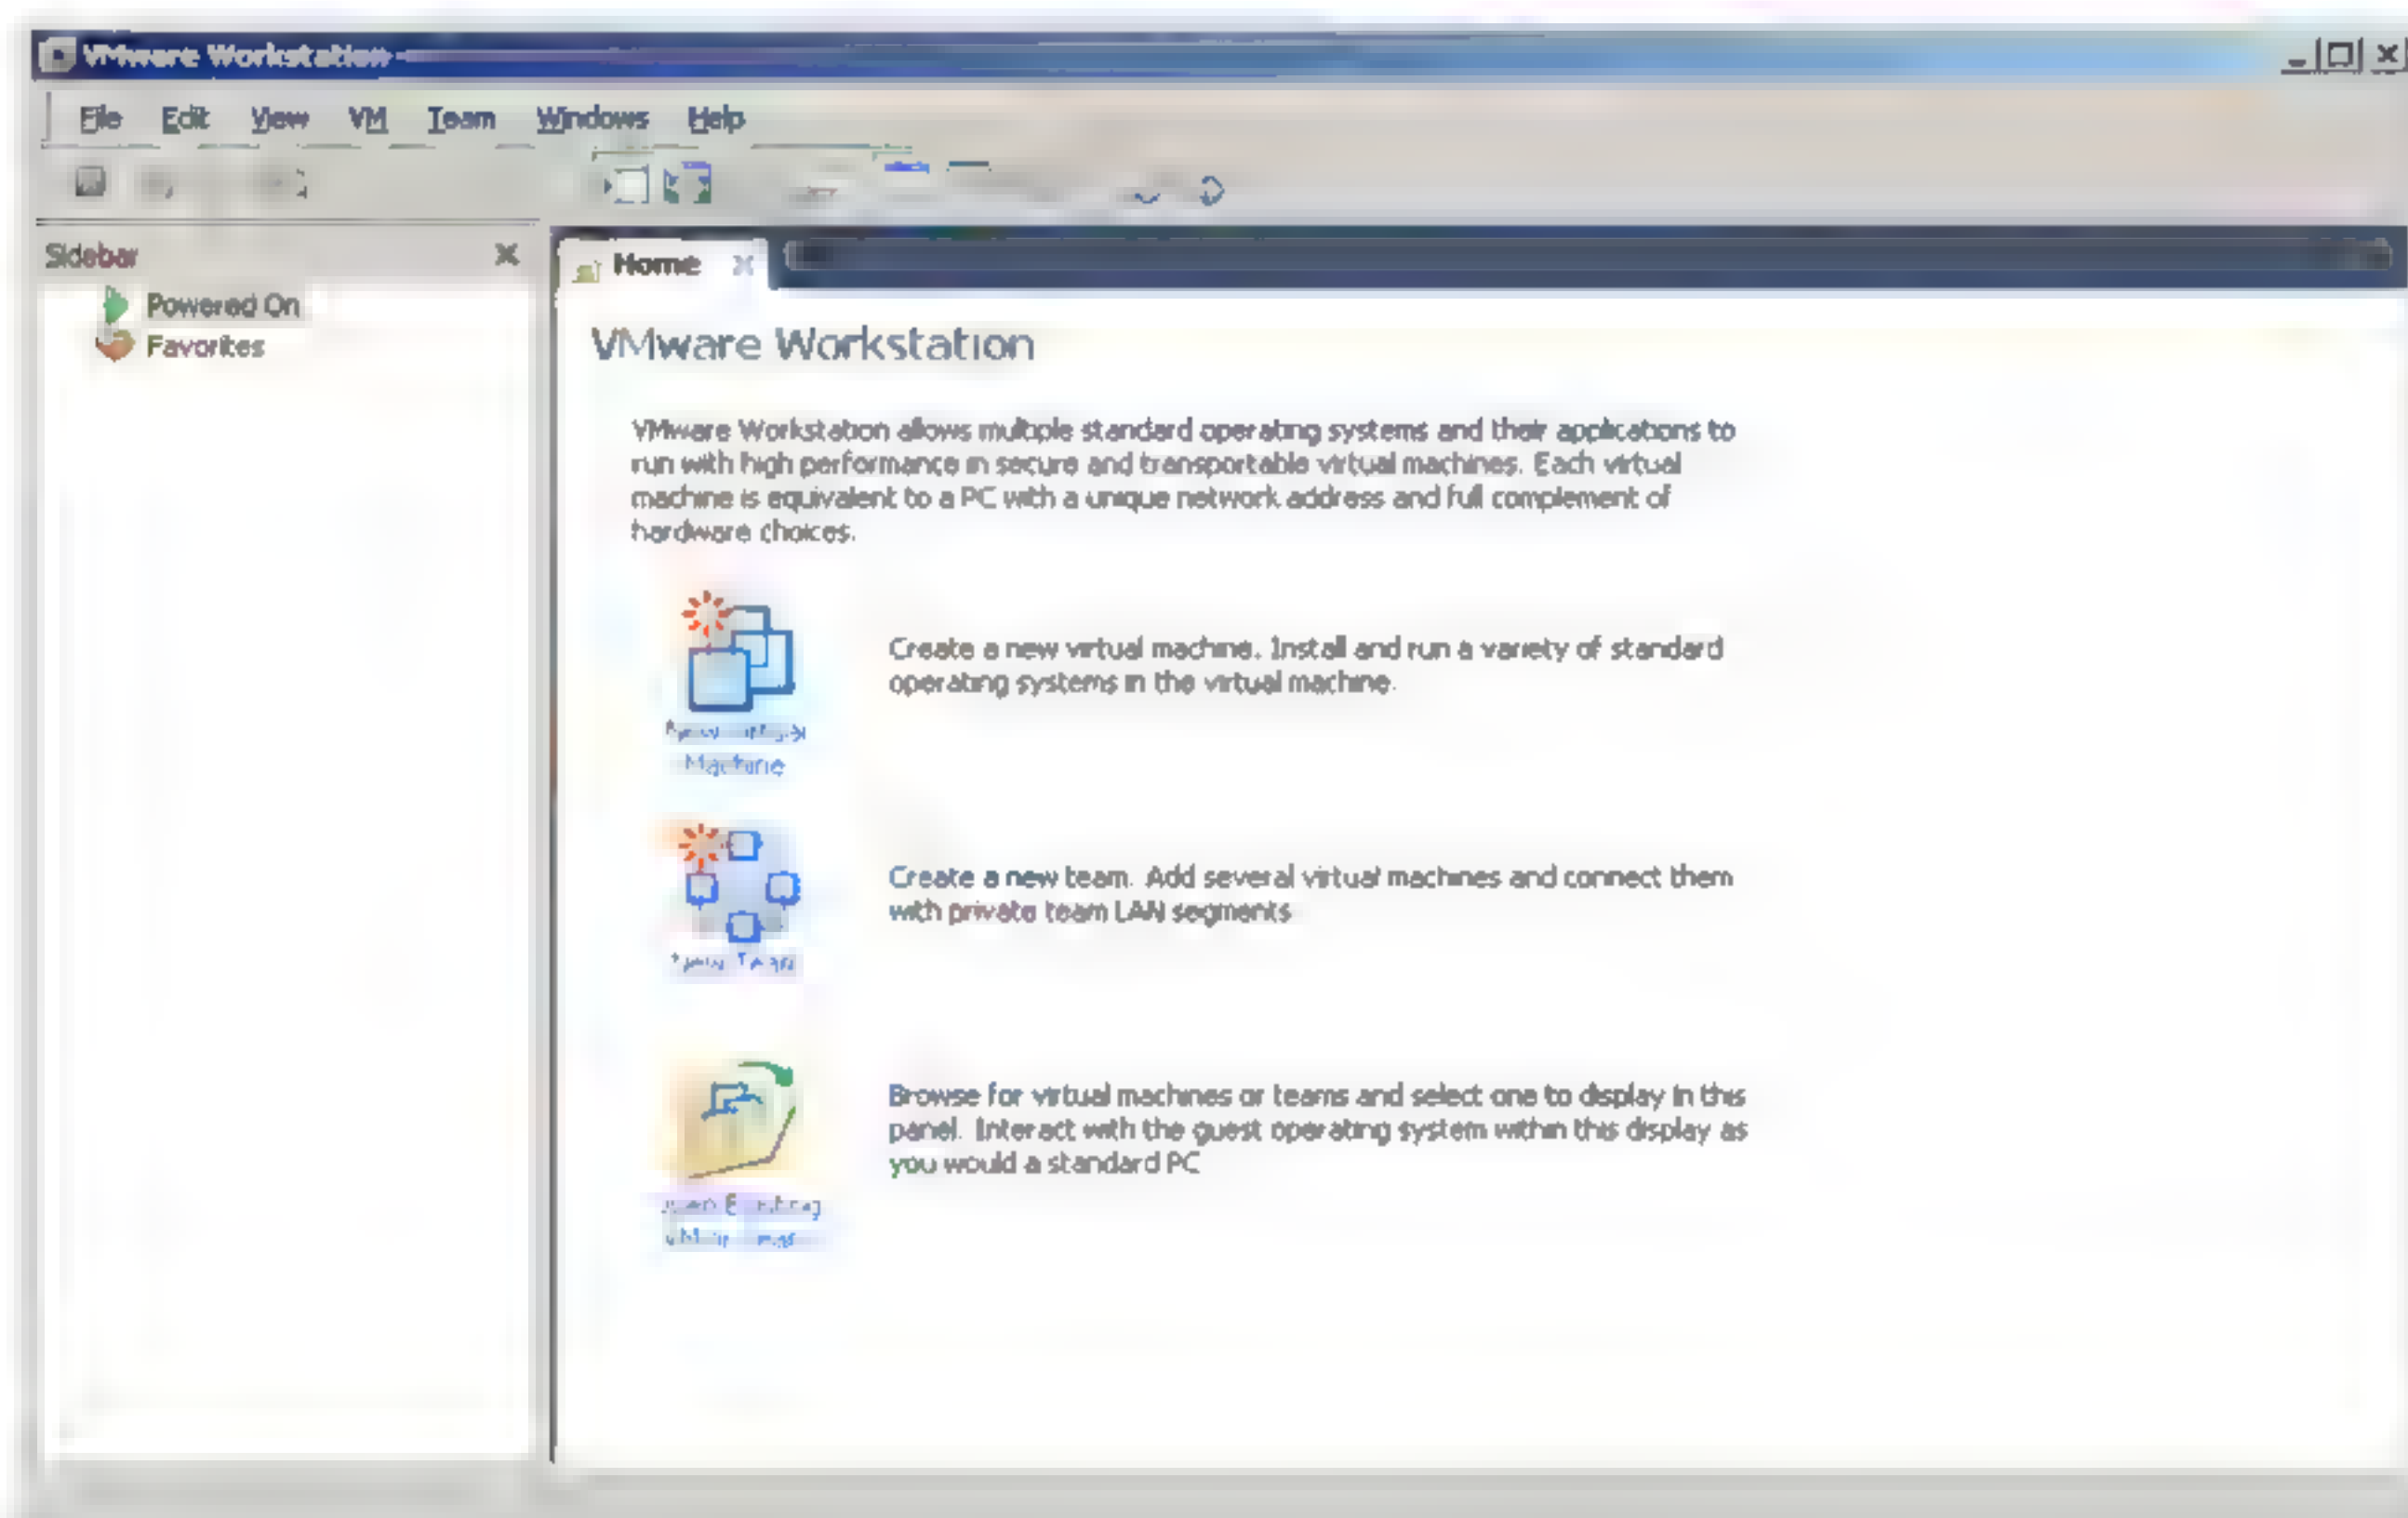 VMware Workstation
File Edit View VM Team Windows Help
Sidebar
Powered On
Favorites
Home
VMware Workstation
VMware Workstation allows multiple standard operating systems and their applications to
run with high performance in secure and transportable virtual machines. Each virtual
machine is equivalent to a PC with a unique network address and full complement of
hardware choices.
Create a new virtual machine. Install and run a variety of standard
operating systems in the virtual machine.
Machine
Create a new team. Add several virtual machines and connect them
with private team LAN segments
New Team
Browse for virtual machines or teams and select one to display in this
panel. Interact with the guest operating system within this display as
you would a standard PC